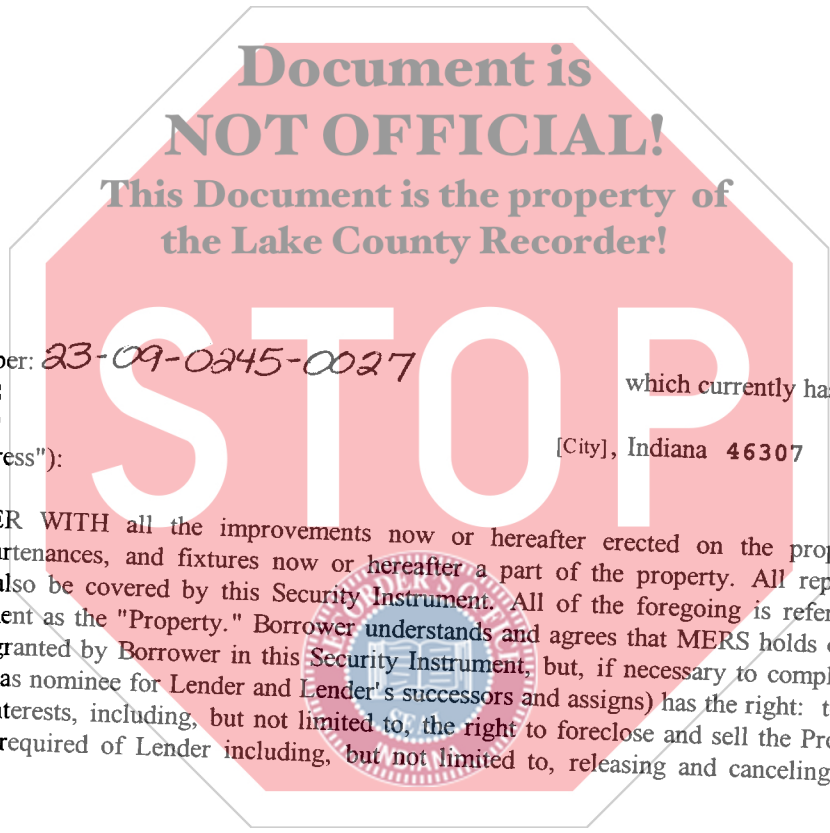 Document is
NOT OFFICIAL!
This Document is the property of
the Lake County Recorder!
STOP
per: 23-09-0245-0027
which currently has
[City], Indiana 46307
ress"):
ER WITH all the improvements now or hereafter erected on the prop
urtenances, and fixtures now or hereafter a part of the property. All rep
also be covered by this Security Instrument. All of the foregoing is refer
ent as the "Property." Borrower understands and agrees that MERS holds
granted by Borrower in this Security Instrument, but, if necessary to compl
as nominee for Lender and Lender's successors and assigns) has the right: t
nterests, including, but not limited to, the right to foreclose and sell the Pro
required of Lender including, but not limited to, releasing and canceling
SEAL
INDIANA